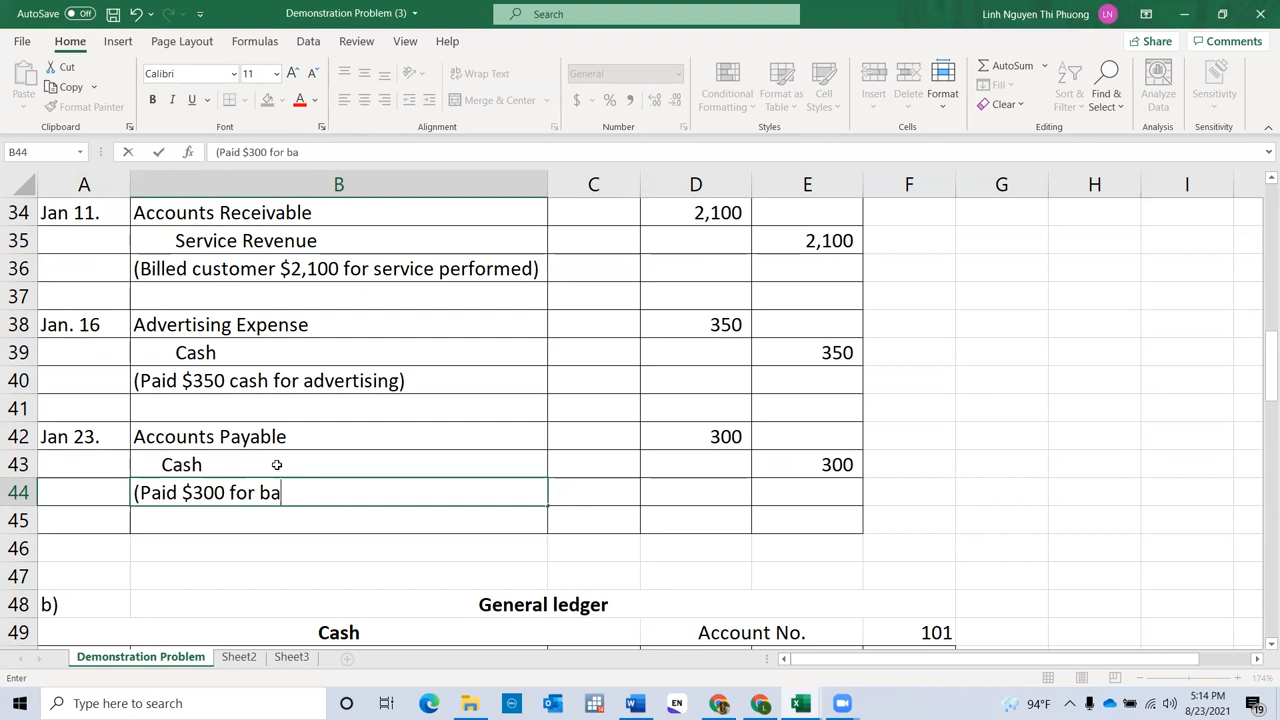 AutoSave Off Demonstration Problem (3) Search Linh Nguyen Thi Phuong LN
File Home Insert Page Layout Formulas Data Review View Help Share Comments
Paste Cut Calibri 11 Wrap Text General Conditional Formatting Format as Table Cell Styles Insert Delete Format AutoSum Sort & Filter Find & Select Analyze Data Sensitivity
Copy Fill
Format Painter B I U Merge & Center $ % Clear
Clipboard Font Alignment Number Styles Cells Editing Analysis Sensitivity
B44 fx (Paid $300 for ba
A B C D E F G H I
34 Jan 11. Accounts Receivable 2,100
35 Service Revenue 2,100
36 (Billed customer $2,100 for service performed)
37
38 Jan. 16 Advertising Expense 350
39 Cash 350
40 (Paid $350 cash for advertising)
41
42 Jan 23. Accounts Payable 300
43 Cash 300
44 (Paid $300 for ba
45
46
47
48 b) General ledger
49 Cash Account No. 101
Demonstration Problem Sheet2 Sheet3
Enter 174%
Type here to search EN 94°F 5:14 PM
8/23/2021 19